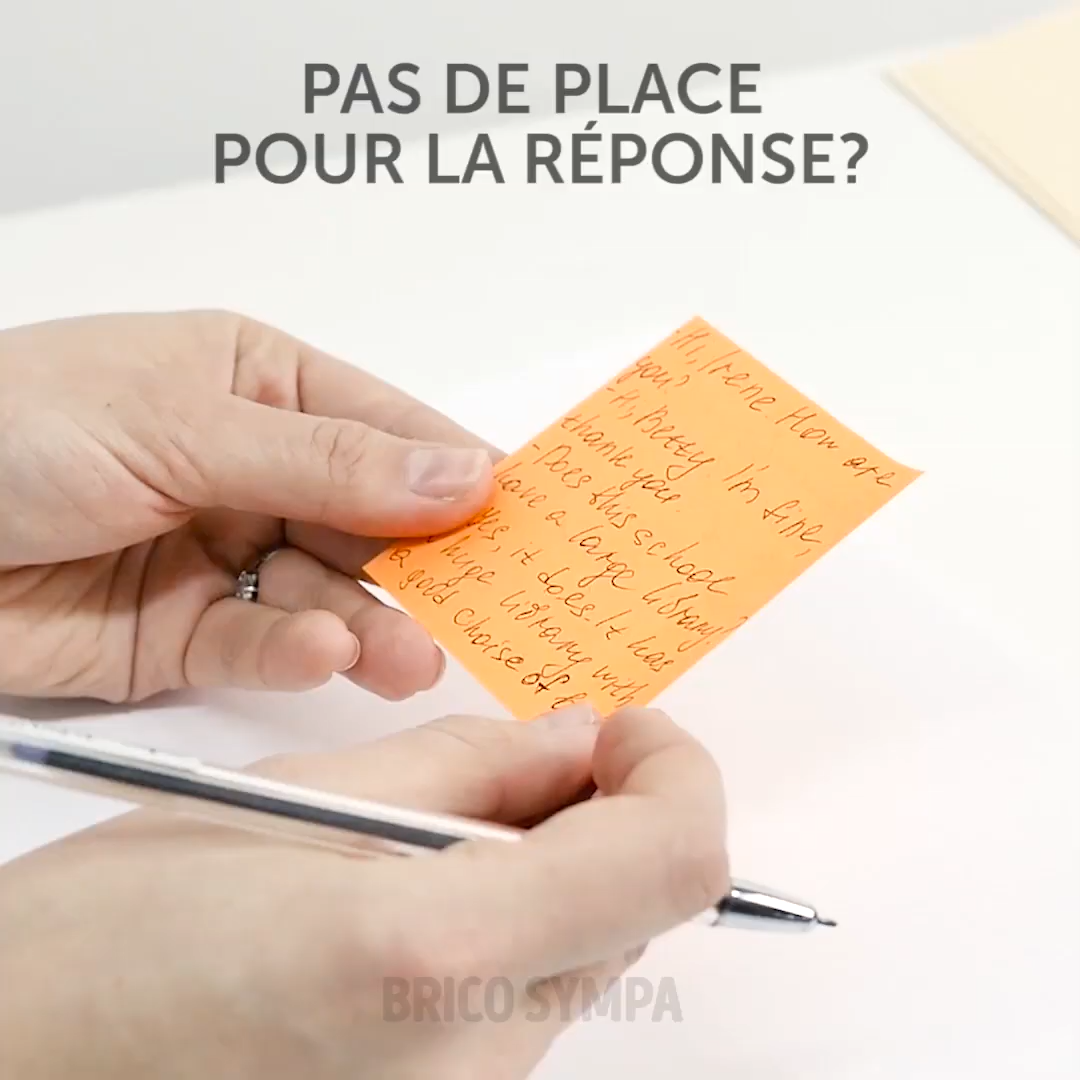 PAS DE PLACE
POUR LA RÉPONSE?
-Hi, Irene. How are
you?
-Hi, Betty. I'm fine,
thank you.
-Does this school
have a large library?
Yes, it does. It has
a huge library with
a good choise of
BRICO SYMPA